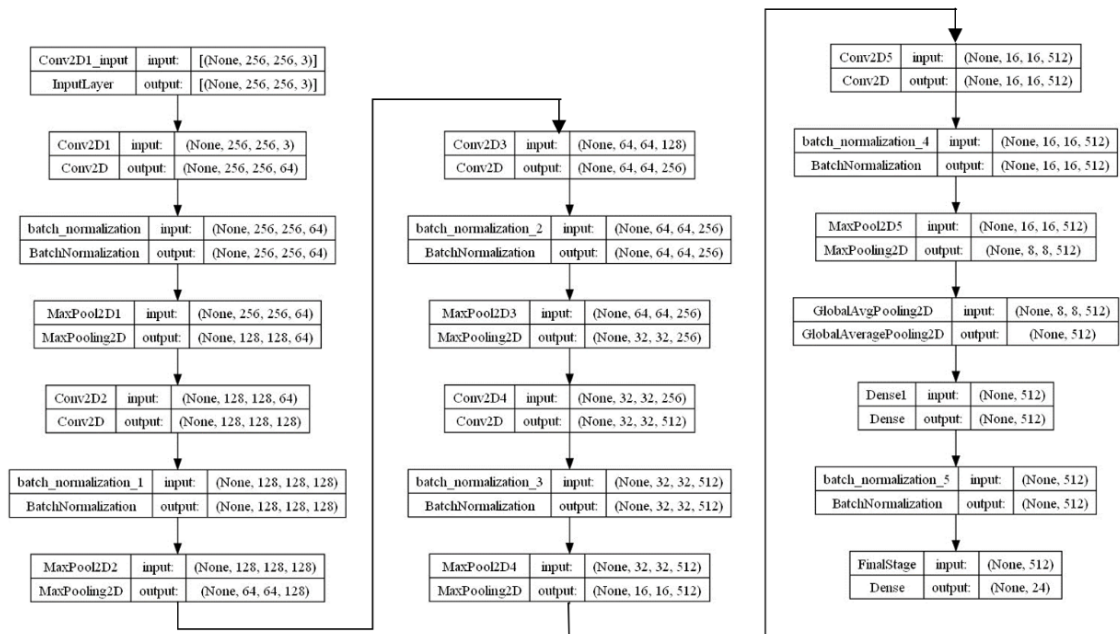 Conv2D1_input input: [(None, 256, 256, 3)]
InputLayer output: [(None, 256, 256, 3)]
Conv2D1 input: (None, 256, 256, 3)
Conv2D output: (None, 256, 256, 64)
batch_normalization input: (None, 256, 256, 64)
BatchNormalization output: (None, 256, 256, 64)
MaxPool2D1 input: (None, 256, 256, 64)
MaxPooling2D output: (None, 128, 128, 64)
Conv2D2 input: (None, 128, 128, 64)
Conv2D output: (None, 128, 128, 128)
batch_normalization_1 input: (None, 128, 128, 128)
BatchNormalization output: (None, 128, 128, 128)
MaxPool2D2 input: (None, 128, 128, 128)
MaxPooling2D output: (None, 64, 64, 128)
Conv2D3 input: (None, 64, 64, 128)
Conv2D output: (None, 64, 64, 256)
batch_normalization_2 input: (None, 64, 64, 256)
BatchNormalization output: (None, 64, 64, 256)
MaxPool2D3 input: (None, 64, 64, 256)
MaxPooling2D output: (None, 32, 32, 256)
Conv2D4 input: (None, 32, 32, 256)
Conv2D output: (None, 32, 32, 512)
batch_normalization_3 input: (None, 32, 32, 512)
BatchNormalization output: (None, 32, 32, 512)
MaxPool2D4 input: (None, 32, 32, 512)
MaxPooling2D output: (None, 16, 16, 512)
Conv2D5 input: (None, 16, 16, 512)
Conv2D output: (None, 16, 16, 512)
batch_normalization_4 input: (None, 16, 16, 512)
BatchNormalization output: (None, 16, 16, 512)
MaxPool2D5 input: (None, 16, 16, 512)
MaxPooling2D output: (None, 8, 8, 512)
GlobalAvgPooling2D input: (None, 8, 8, 512)
GlobalAveragePooling2D output: (None, 512)
Dense1 input: (None, 512)
Dense output: (None, 512)
batch_normalization_5 input: (None, 512)
BatchNormalization output: (None, 512)
FinalStage input: (None, 512)
Dense output: (None, 24)